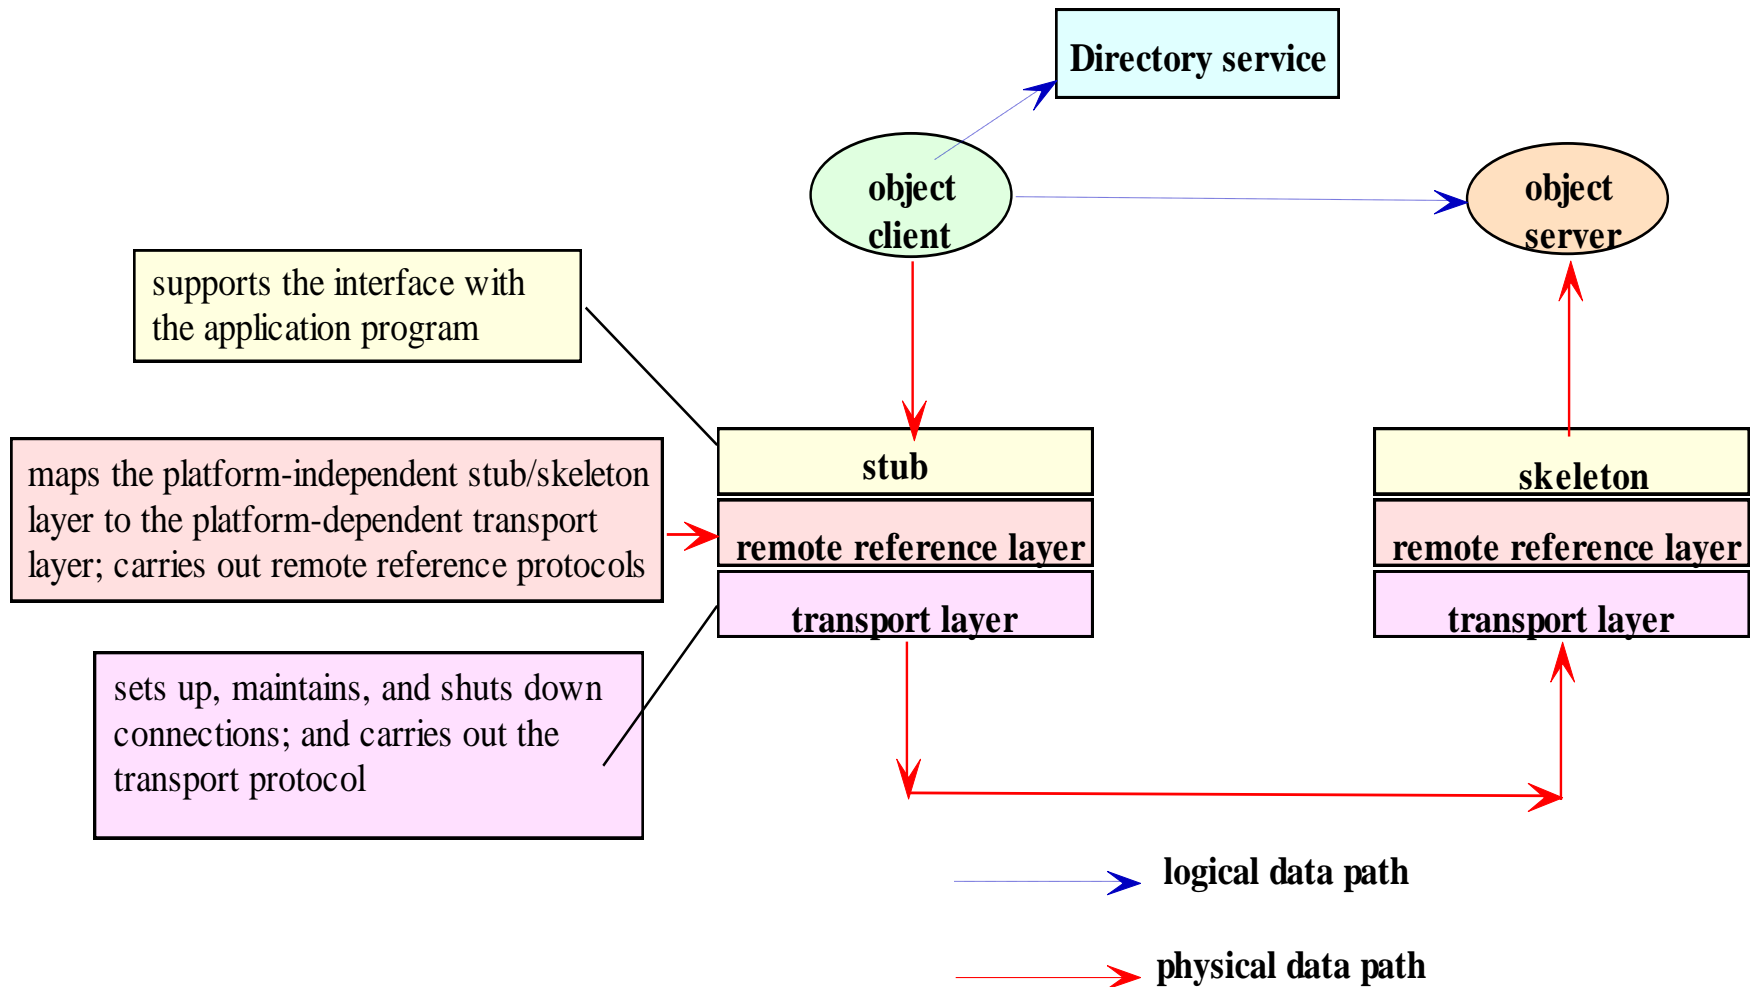 Directory service
object
client
object
server
supports the interface with
the application program
maps the platform-independent stub/skeleton
layer to the platform-dependent transport
layer; carries out remote reference protocols
sets up, maintains, and shuts down
connections; and carries out the
transport protocol
stub
remote reference layer
transport layer
skeleton
remote reference layer
transport layer
logical data path
physical data path